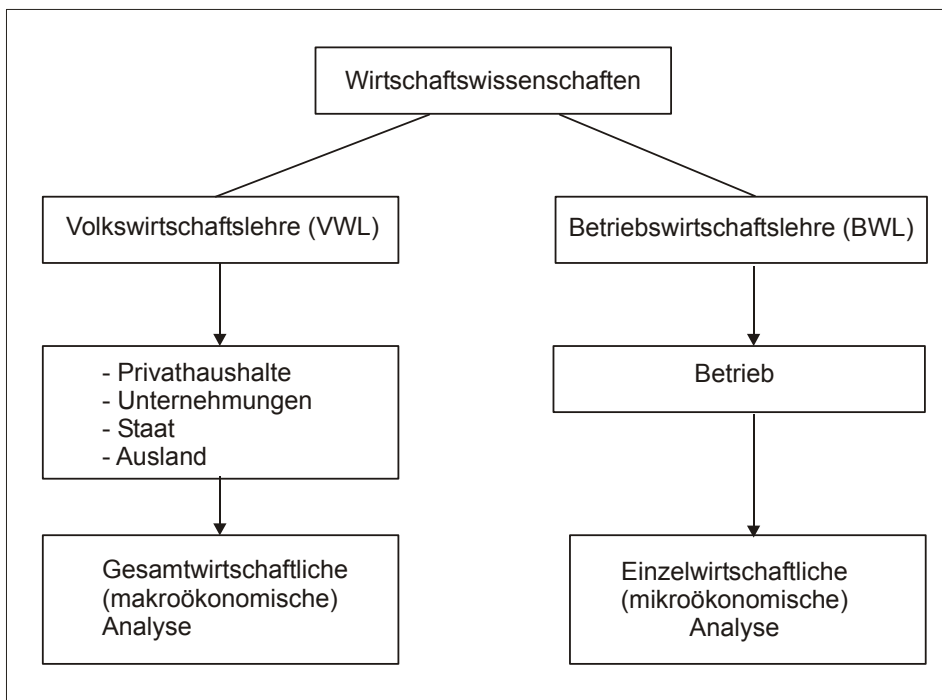 Wirtschaftswissenschaften
Volkswirtschaftslehre (VWL)
Betriebswirtschaftslehre (BWL)
- Privathaushalte
- Unternehmungen
- Staat
- Ausland
Betrieb
Gesamtwirtschaftliche
(makroökonomische)
Analyse
Einzelwirtschaftliche
(mikroökonomische)
Analyse